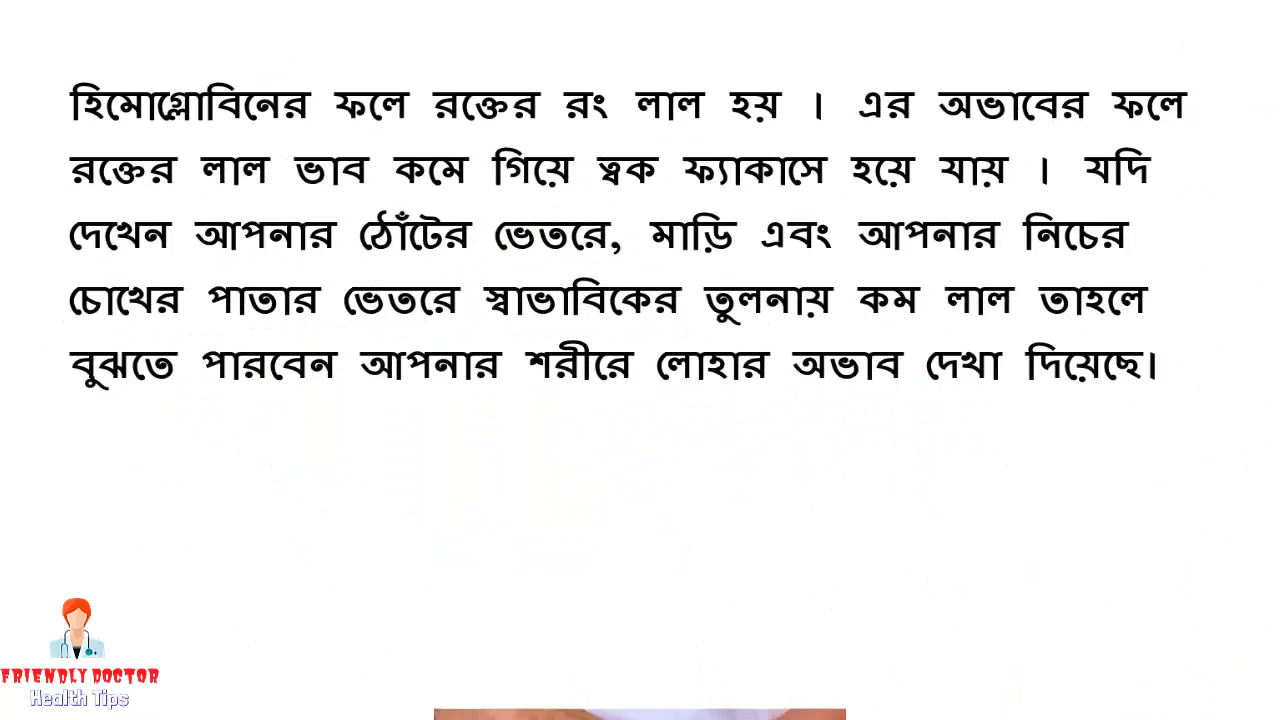 হিমোগ্লোবিনের ফলে রক্তের রং লাল হয় । এর অভাবের ফলে
রক্তের লাল ভাব কমে গিয়ে ত্বক ফ্যাকাসে হয়ে যায় । যদি
দেখেন আপনার ঠোঁটের ভেতরে, মাড়ি এবং আপনার নিচের
চোখের পাতার ভেতরে স্বাভাবিকের তুলনায় কম লাল তাহলে
বুঝতে পারবেন আপনার শরীরে লোহার অভাব দেখা দিয়েছে।
FRIENDLY DOCTOR
Health Tips